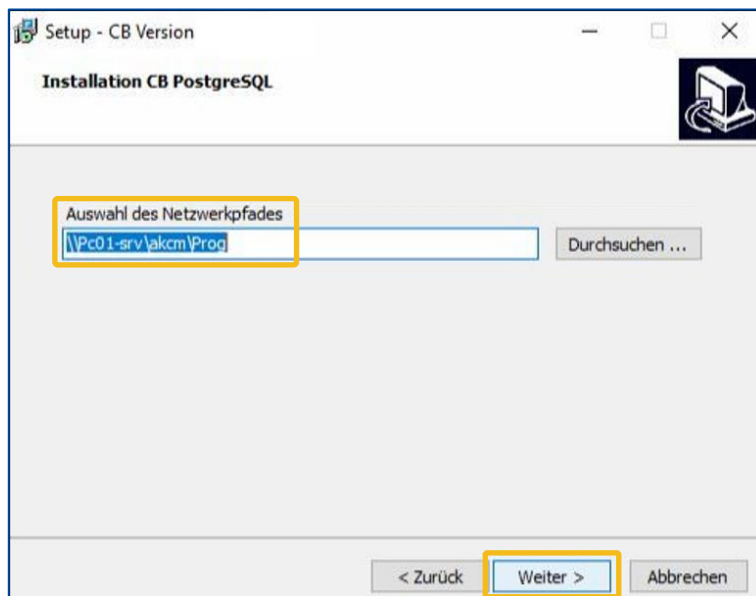 Setup - CB Version
Installation CB PostgreSQL
Auswahl des Netzwerkpfades
\\Pc01-srv\akcm\Prog
Durchsuchen ...
< Zurück
Weiter >
Abbrechen